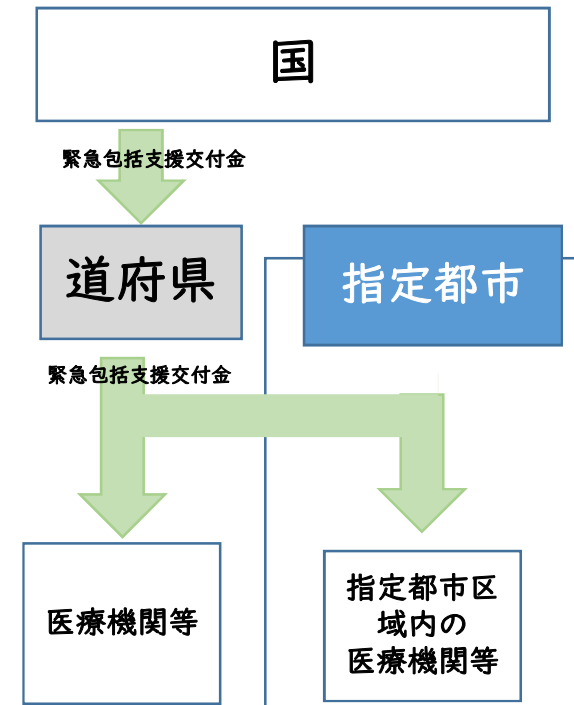 国
緊急包括支援交付金
道府県
指定都市
緊急包括支援交付金
医療機関等
指定都市区
域内の
医療機関等